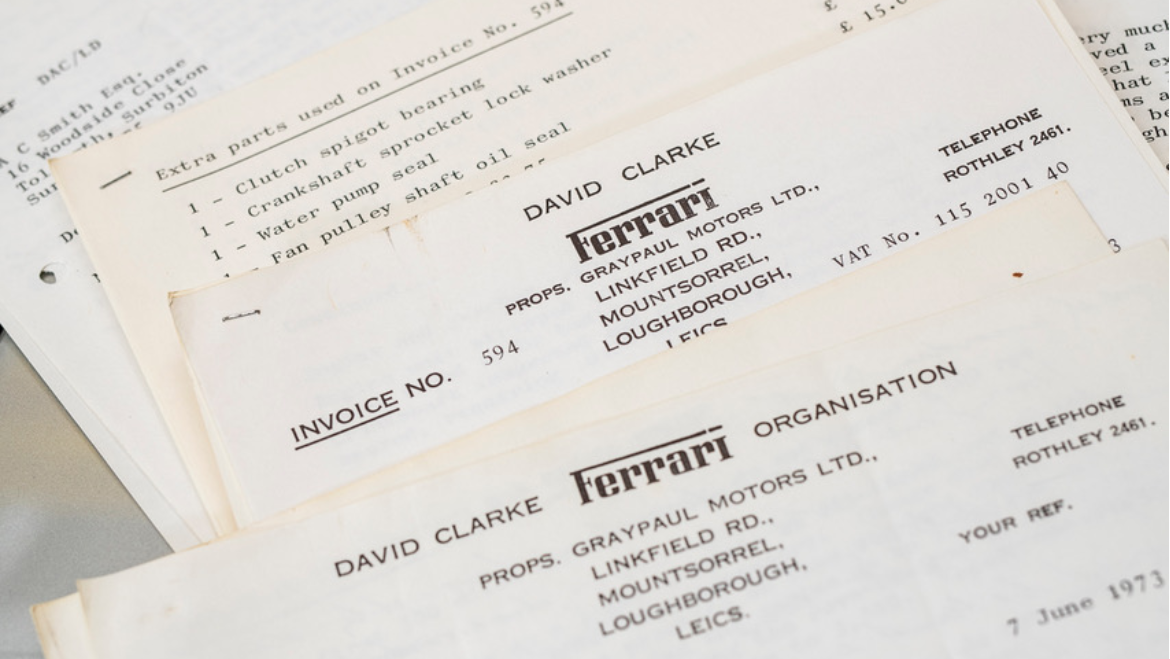 DAC/LD
C Smith Esq.
16 Woodside Close
Surbiton
9JU
Extra parts used on Invoice No. 594
1 - Clutch spigot bearing
1 - Crankshaft sprocket lock washer
1 - Water pump seal
Fan pulley shaft oil seal
£
£ 15.0
DAVID CLARKE
Ferrari
PROPS. GRAYPAUL MOTORS LTD.,
LINKFIELD RD.,
MOUNTSORREL,
LOUGHBOROUGH,
LEICS
TELEPHONE
ROTHLEY 2461.
VAT No. 115 2001 40
3
INVOICE NO. 594
DAVID CLARKE Ferrari ORGANISATION
PROPS. GRAYPAUL MOTORS LTD.,
LINKFIELD RD.,
MOUNTSORREL,
LOUGHBOROUGH,
LEICS.
TELEPHONE
ROTHLEY 2461.
YOUR REF.
7 June 1973